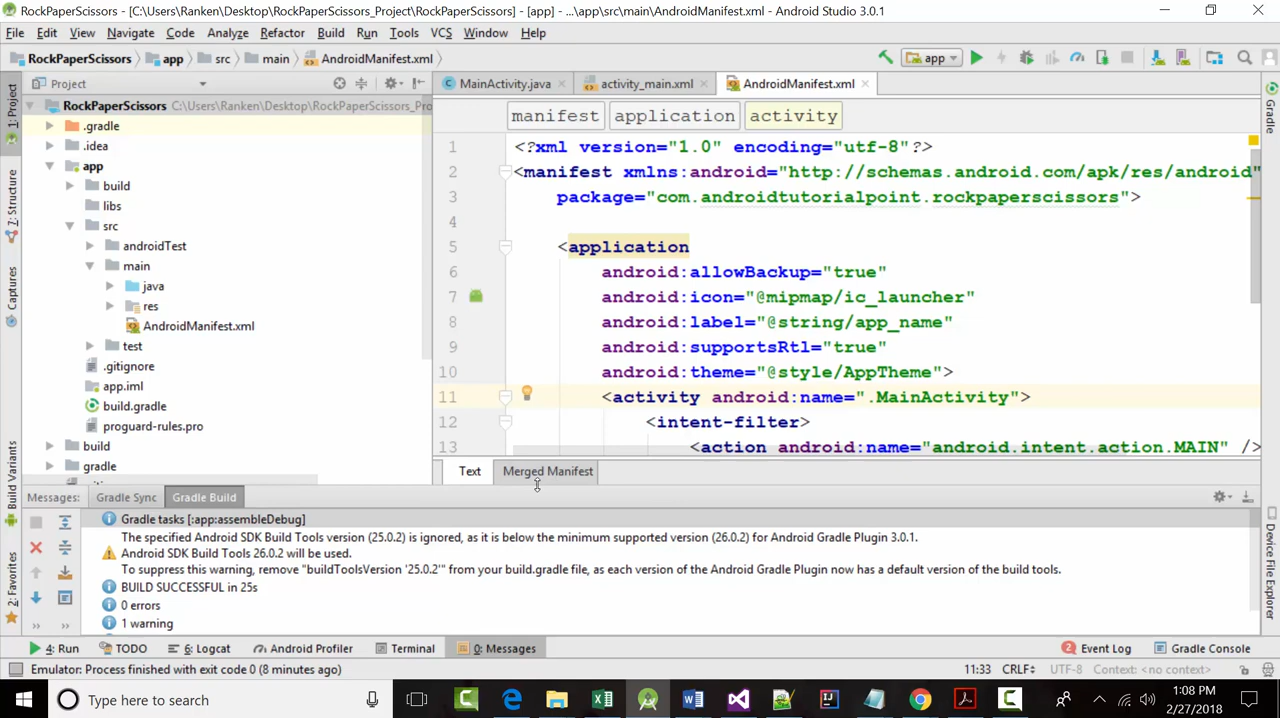 RockPaperScissors - [C:\Users\Ranken\Desktop\RockPaperScissors_Project\RockPaperScissors] - [app] - ...\app\src\main\AndroidManifest.xml - Android Studio 3.0.1
File Edit View Navigate Code Analyze Refactor Build Run Tools VCS Window Help
RockPaperScissors app src main AndroidManifest.xml app
1: Project
Z: Structure
Captures
Build Variants
2: Favorites
Project
RockPaperScissors C:\Users\Ranken\Desktop\RockPaperScissors_Pro
.gradle
.idea
app
build
libs
src
androidTest
main
java
res
AndroidManifest.xml
test
.gitignore
app.iml
build.gradle
proguard-rules.pro
build
gradle
MainActivity.java activity_main.xml AndroidManifest.xml
manifest application activity
1 <?xml version="1.0" encoding="utf-8"?>
2 <manifest xmlns:android="http://schemas.android.com/apk/res/android"
3 package="com.androidtutorialpoint.rockpaperscissors">
4
5 <application
6 android:allowBackup="true"
7 android:icon="@mipmap/ic_launcher"
8 android:label="@string/app_name"
9 android:supportsRtl="true"
10 android:theme="@style/AppTheme">
11 <activity android:name=".MainActivity">
12 <intent-filter>
13 <action android:name="android.intent.action.MAIN" />
Text Merged Manifest
Gradle
Device File Explorer
Messages: Gradle Sync Gradle Build
Gradle tasks [:app:assembleDebug]
The specified Android SDK Build Tools version (25.0.2) is ignored, as it is below the minimum supported version (26.0.2) for Android Gradle Plugin 3.0.1.
Android SDK Build Tools 26.0.2 will be used.
To suppress this warning, remove "buildToolsVersion '25.0.2'" from your build.gradle file, as each version of the Android Gradle Plugin now has a default version of the build tools.
BUILD SUCCESSFUL in 25s
0 errors
1 warning
4: Run TODO 6: Logcat Android Profiler Terminal 0: Messages 2 Event Log Gradle Console
Emulator: Process finished with exit code 0 (8 minutes ago) 11:33 CRLF UTF-8 Context: <no context>
Type here to search
1:08 PM
2/27/2018